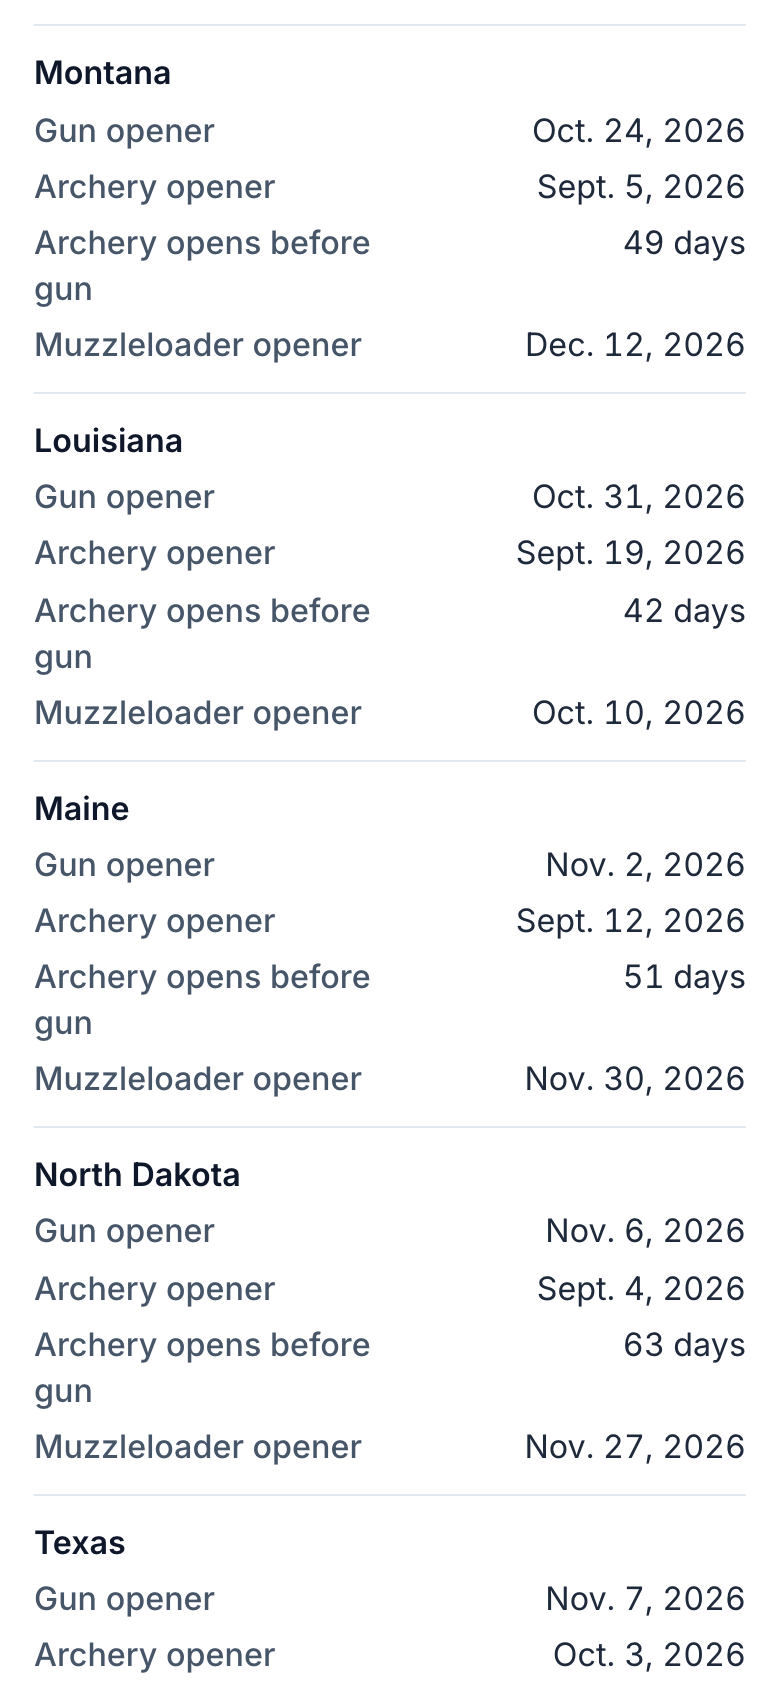 Montana
Gun opener Oct. 24, 2026
Archery opener Sept. 5, 2026
Archery opens before 49 days
gun
Muzzleloader opener Dec. 12, 2026
Louisiana
Gun opener Oct. 31, 2026
Archery opener Sept. 19, 2026
Archery opens before 42 days
gun
Muzzleloader opener Oct. 10, 2026
Maine
Gun opener Nov. 2, 2026
Archery opener Sept. 12, 2026
Archery opens before 51 days
gun
Muzzleloader opener Nov. 30, 2026
North Dakota
Gun opener Nov. 6, 2026
Archery opener Sept. 4, 2026
Archery opens before 63 days
gun
Muzzleloader opener Nov. 27, 2026
Texas
Gun opener Nov. 7, 2026
Archery opener Oct. 3, 2026